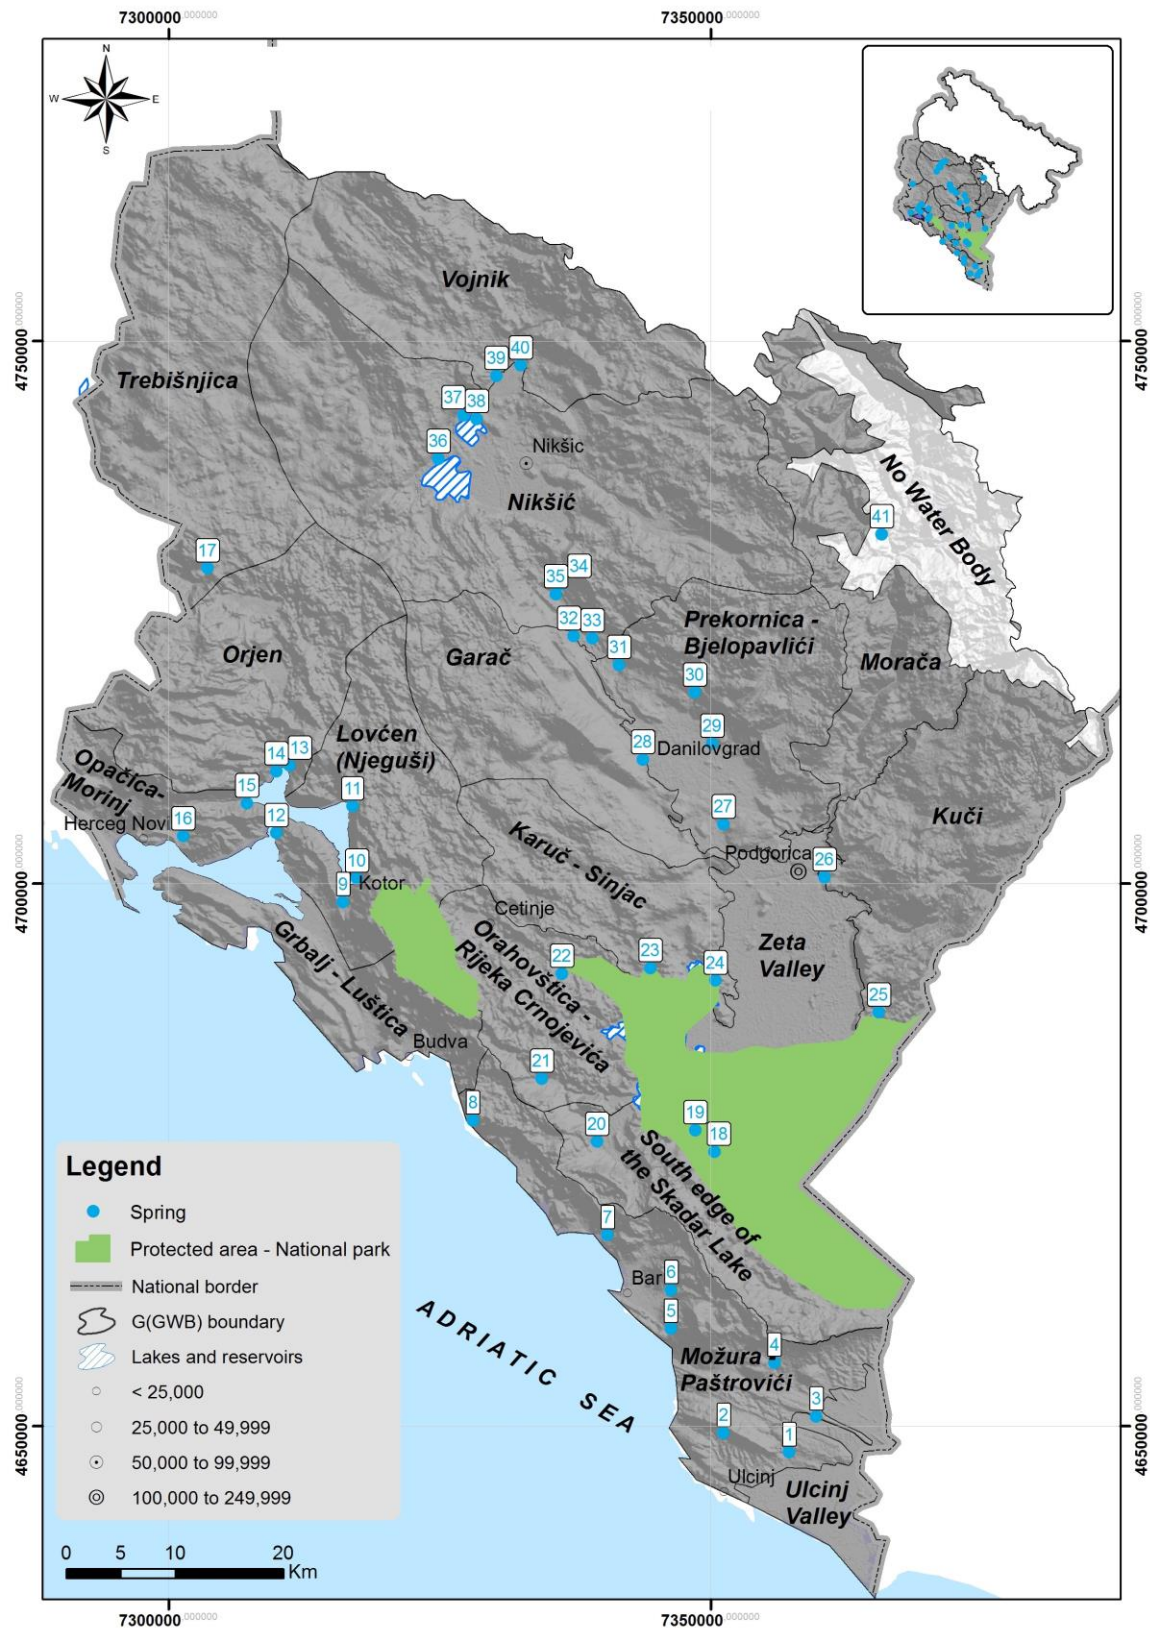 7300000.000000
7350000.000000
N
W
E
S
Vojnik
4750000.000000
4750000.000000
40
39
Trebišnjica
37
38
Nikšic
36
No Water Body
Nikšić
41
17
34
35
32
33
Prekornica -
Bjelopavlići
31
Orjen
Garač
Morača
30
29
Lovćen
(Njeguši)
28
Danilovgrad
13
14
Opačica-
Morinj
15
11
27
Kuči
16
Herceg Novi
12
Karuč - Sinjac
Podgorica
26
10
9
Kotor
4700000.000000
4700000.000000
Cetinje
Orahovštica -
Rijeka Crnojevića
Zeta
Valley
22
23
24
Grbalj - Luštica
25
Budva
21
8
19
18
20
South edge of
the Skadar Lake
7
6
Bar
5
4
Možura -
Paštrovići
3
2
1
4650000.000000
4650000.000000
Ulcinj
Ulcinj
Valley
ADRIATIC SEA
Legend
Spring
Protected area - National park
National border
G(GWB) boundary
Lakes and reservoirs
< 25,000
25,000 to 49,999
50,000 to 99,999
100,000 to 249,999
0 5 10 20
Km
7300000.000000
7350000.000000